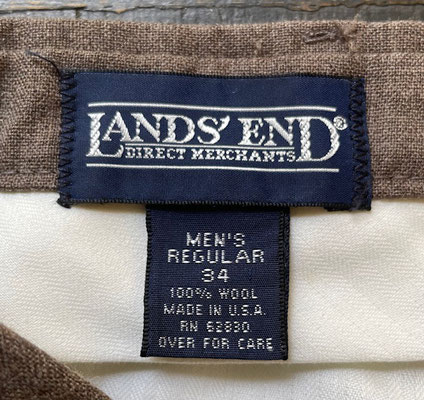 LANDS' END®
DIRECT MERCHANTS
MEN'S
REGULAR
34
100% WOOL
MADE IN U.S.A.
RN 62830
OVER FOR CARE